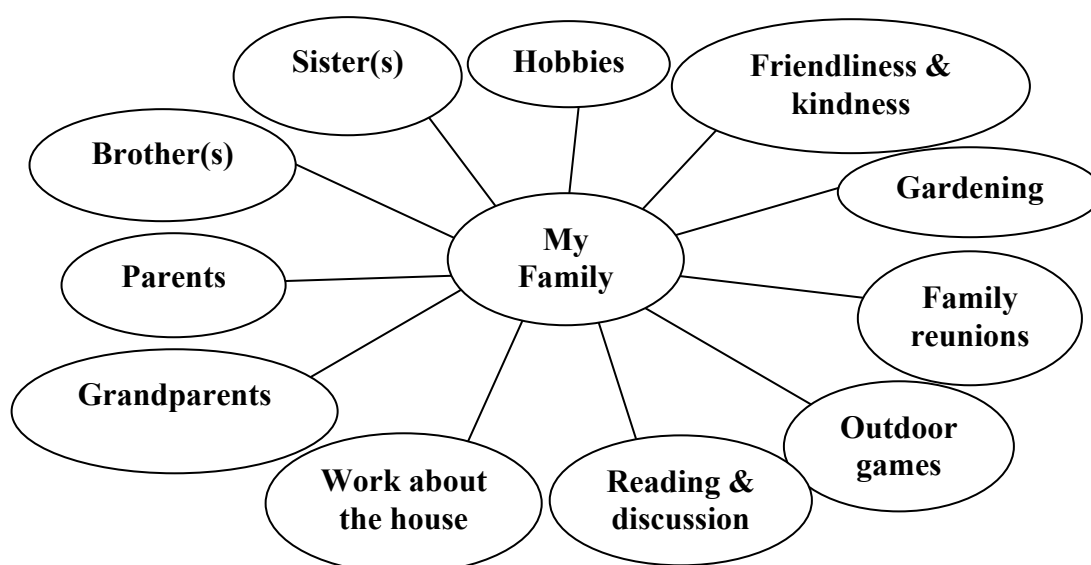 Sister(s)
Hobbies
Friendliness &
kindness
Brother(s)
Gardening
My
Family
Parents
Family
reunions
Grandparents
Outdoor
games
Work about
the house
Reading &
discussion